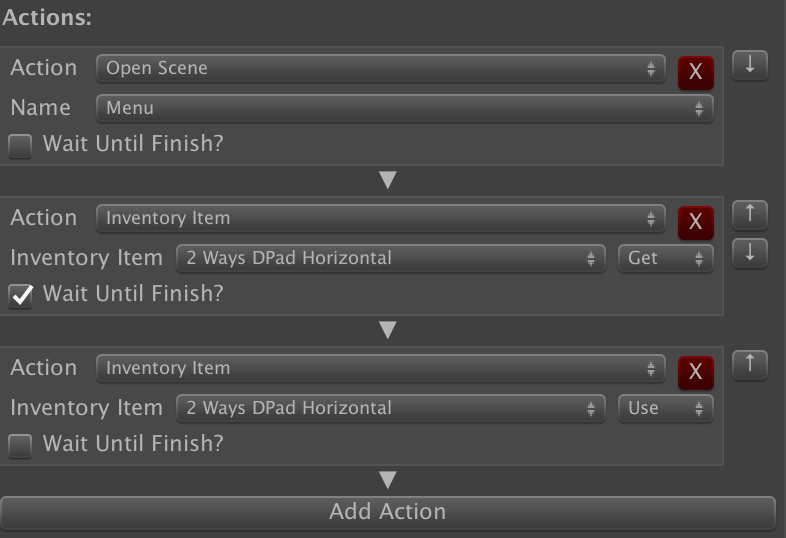 Actions:
Action Open Scene X ↓
Name Menu
Wait Until Finish?
▼
Action Inventory Item X ↑
Inventory Item 2 Ways DPad Horizontal Get ↓
Wait Until Finish?
▼
Action Inventory Item X ↑
Inventory Item 2 Ways DPad Horizontal Use
Wait Until Finish?
▼
Add Action